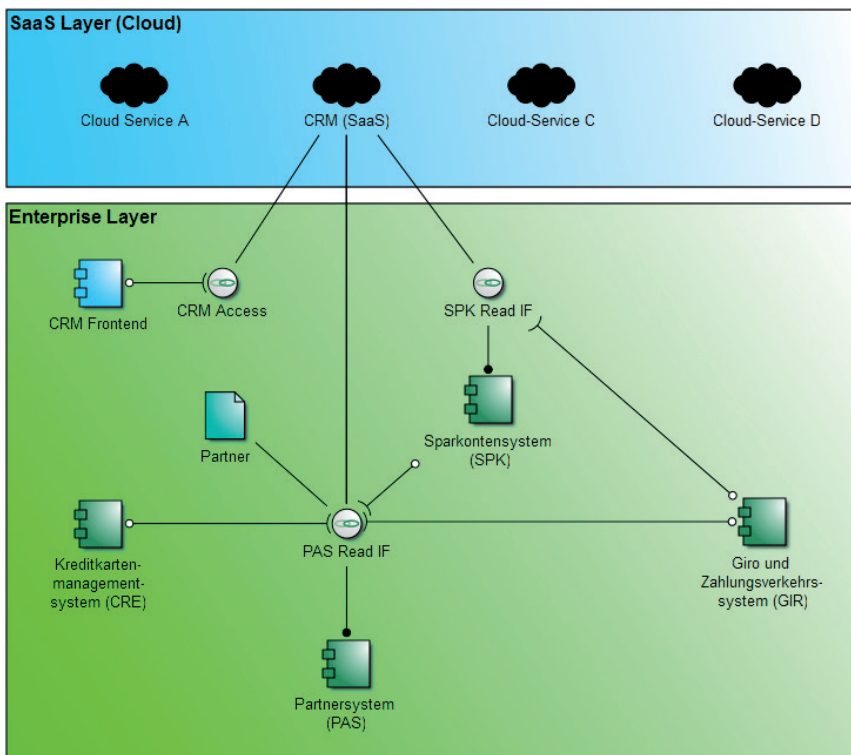 SaaS Layer (Cloud)
Cloud Service A
CRM (SaaS)
Cloud-Service C
Cloud-Service D
Enterprise Layer
CRM Frontend
CRM Access
SPK Read IF
Partner
Sparkontensystem
(SPK)
Kreditkarten-
management-
system (CRE)
PAS Read IF
Giro und
Zahlungsverkehrs-
system (GIR)
Partnersystem
(PAS)